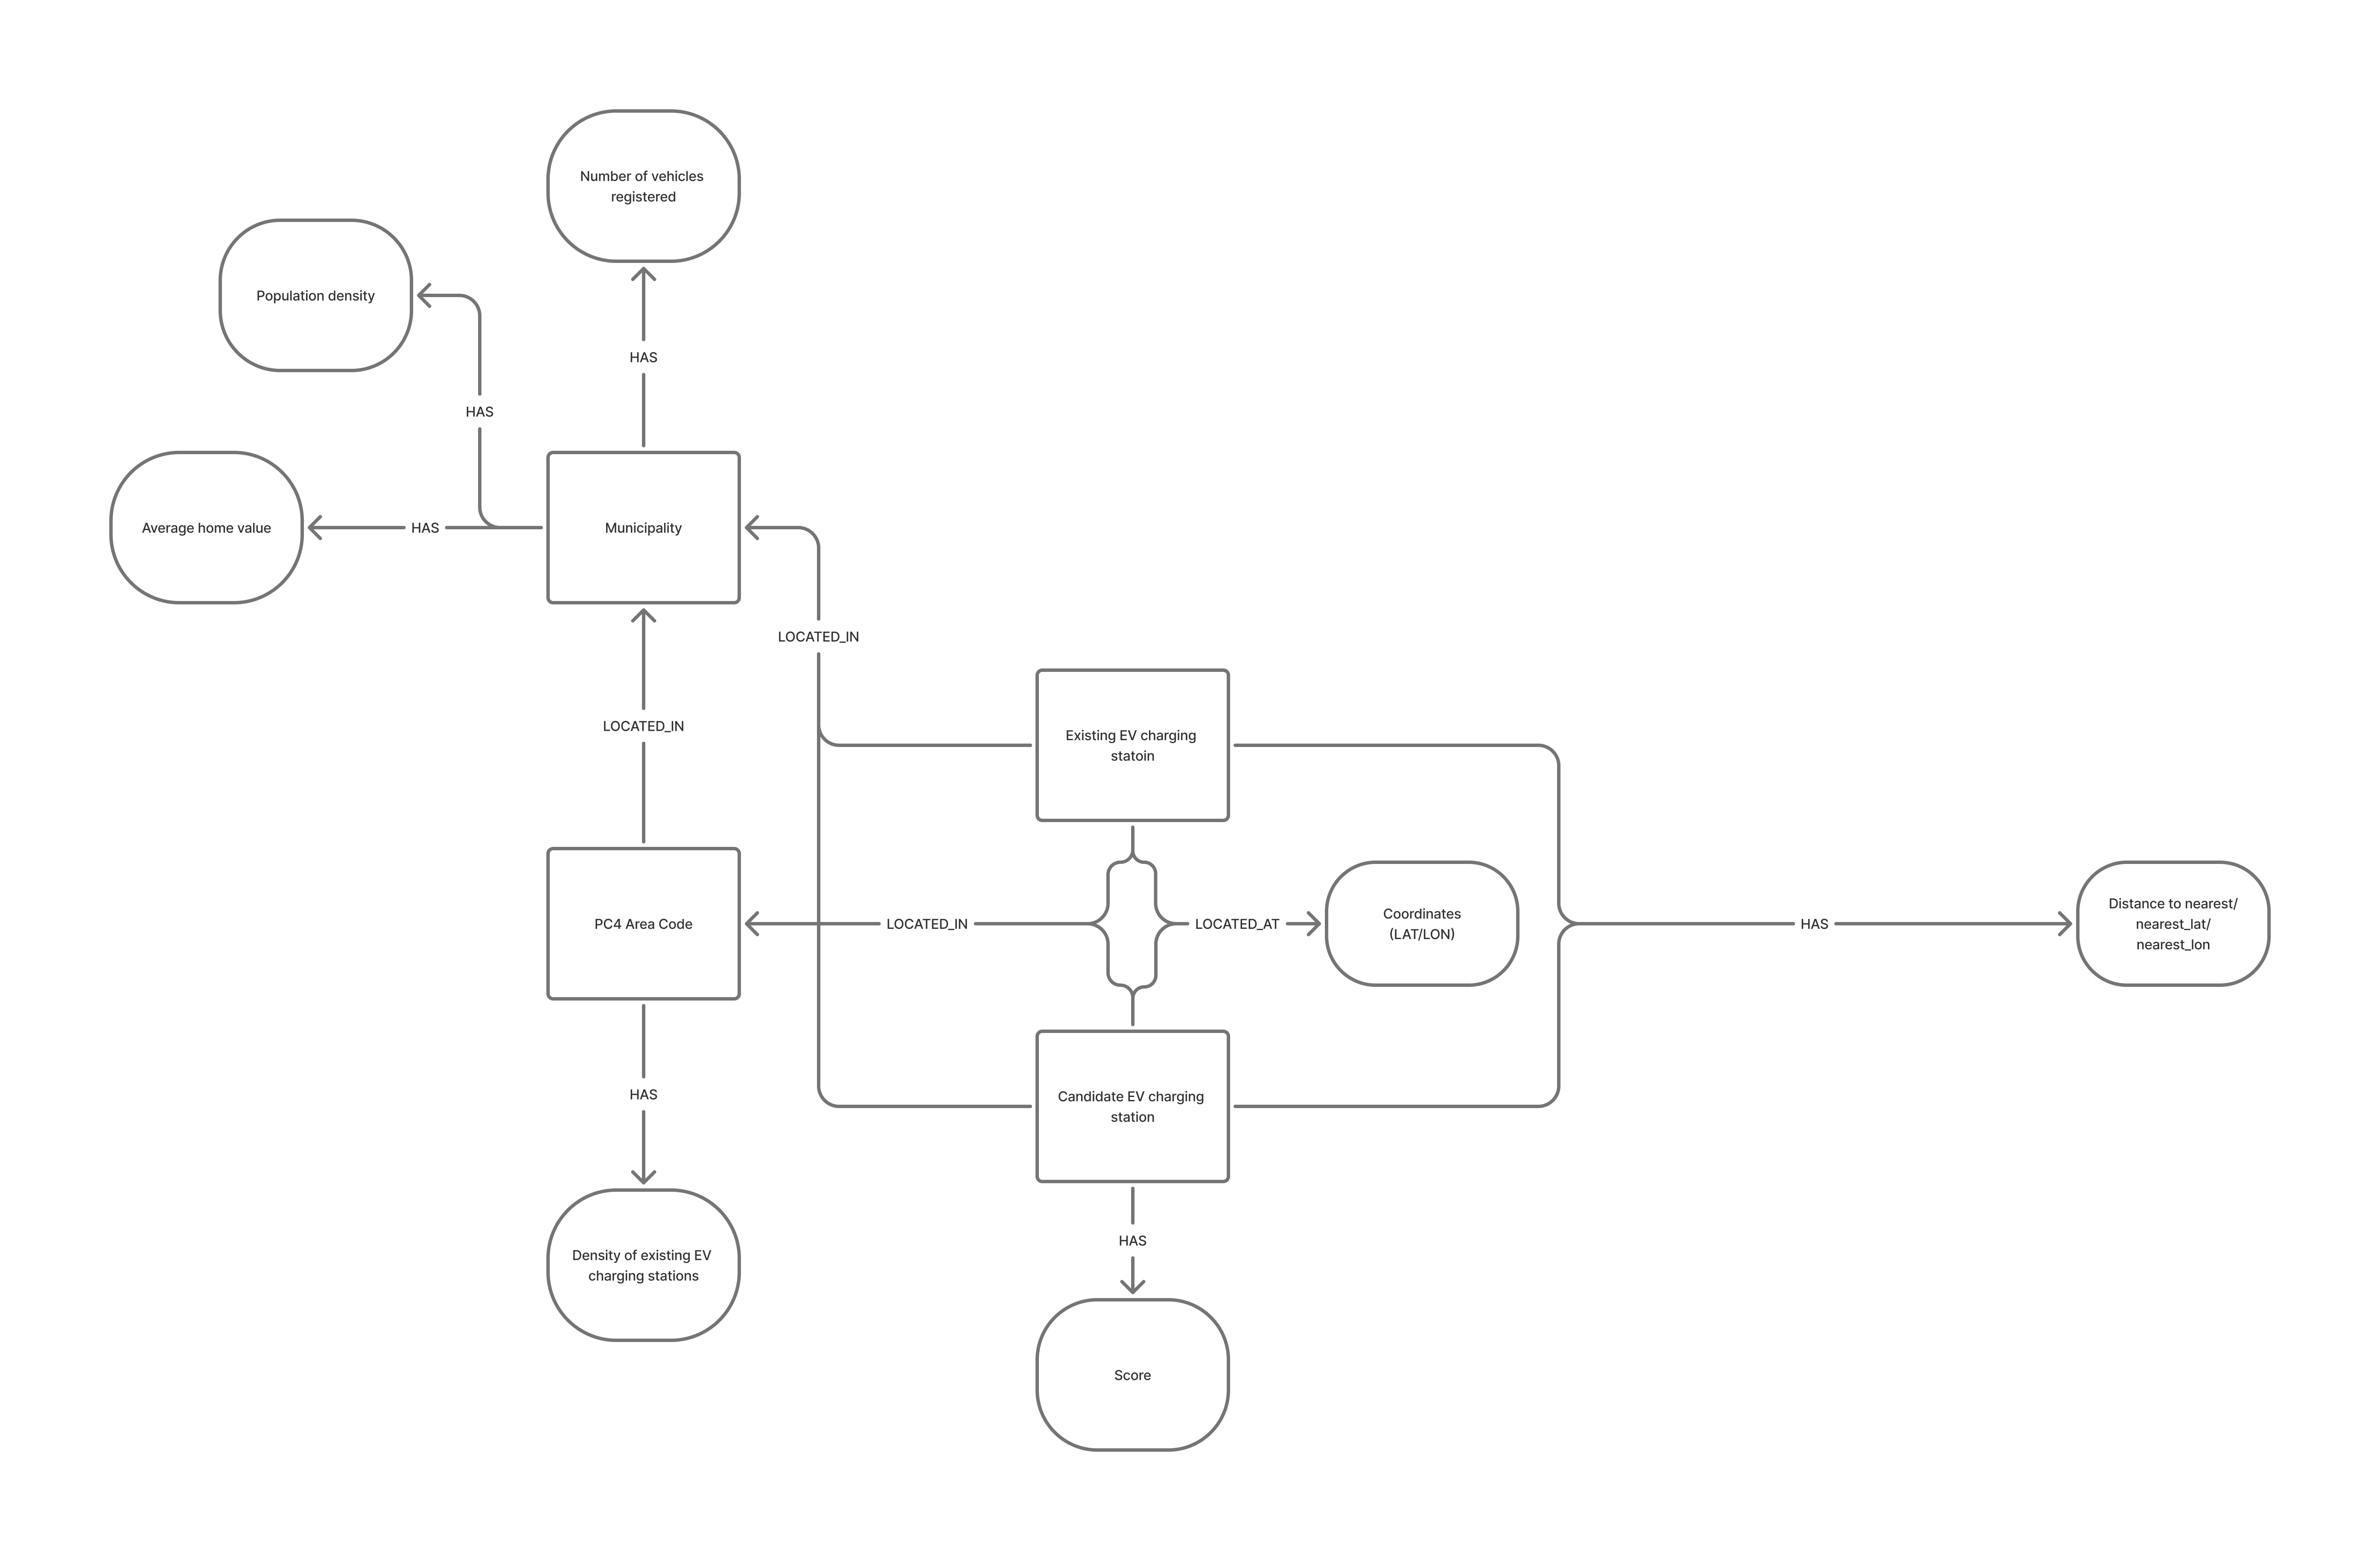 Number of vehicles
registered
Population density
HAS
HAS
Average home value
HAS
Municipality
LOCATED_IN
LOCATED_IN
Existing EV charging
statoin
PC4 Area Code
LOCATED_IN
LOCATED_AT
Coordinates
(LAT/LON)
HAS
Distance to nearest/
nearest_lat/
nearest_lon
HAS
Candidate EV charging
station
HAS
Density of existing EV
charging stations
Score